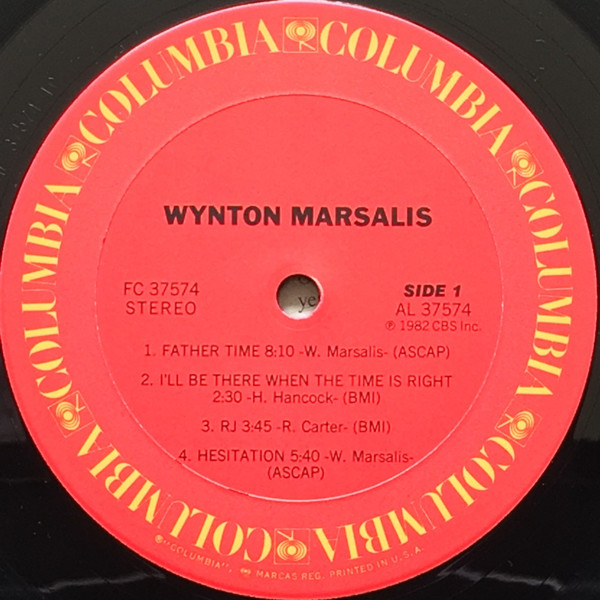 COLUMBIA COLUMBIA COLUMBIA COLUMBIA COLUMBIA COLUMBIA COLUMBIA
WYNTON MARSALIS
FC 37574
STEREO
SIDE 1
AL 37574
℗ 1982 CBS Inc.
ye
1. FATHER TIME 8:10 -W. Marsalis- (ASCAP)
2. I'LL BE THERE WHEN THE TIME IS RIGHT
2:30 -H. Hancock- (BMI)
3. RJ 3:45 -R. Carter- (BMI)
4. HESITATION 5:40 -W. Marsalis-
(ASCAP)
"COLUMBIA", MARCAS REG. PRINTED IN U.S.A.